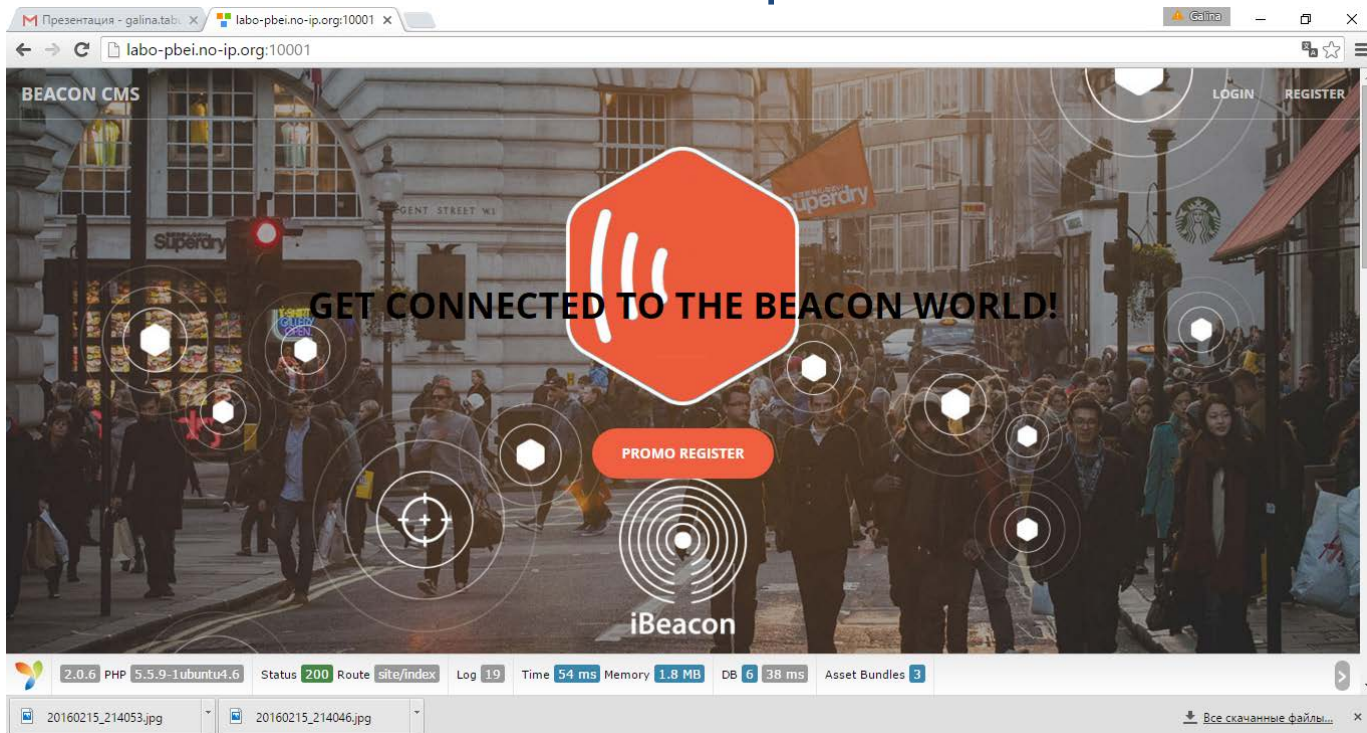 Презентация - galina.tab
labo-pbei.no-ip.org:10001
Galina
labo-pbei.no-ip.org:10001
BEACON CMS
LOGIN
REGISTER
GENT STREET W1
Superdry
Superdry
T-SHIRT
GALLERY
OPEN
GET CONNECTED TO THE BEACON WORLD!
PROMO REGISTER
iBeacon
2.0.6 PHP 5.5.9-1ubuntu4.6 Status 200 Route site/index Log 19 Time 54 ms Memory 1.8 MB DB 6 38 ms Asset Bundles 3
20160215_214053.jpg
20160215_214046.jpg
Все скачанные файлы...